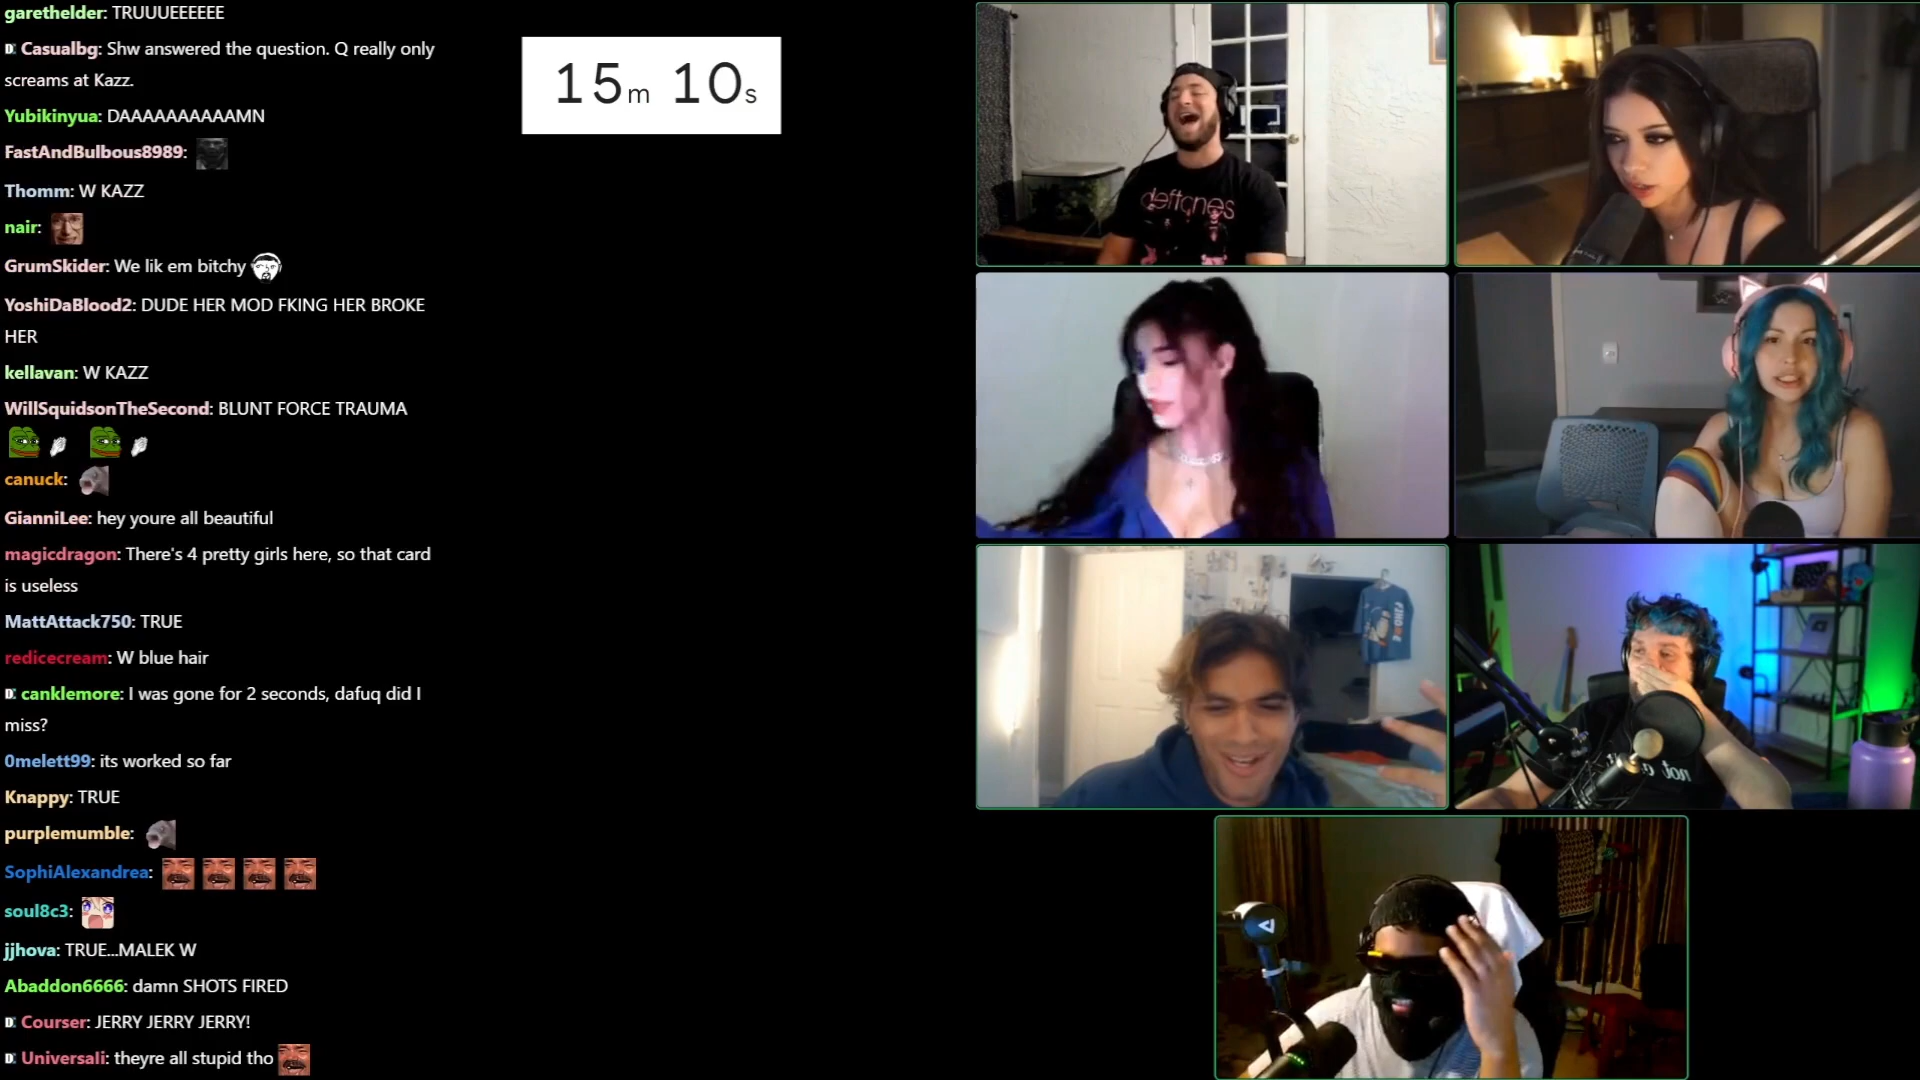 garethelder: TRUUUEEEEEE
Casualbg: Shw answered the question. Q really only
screams at Kazz.
Yubikinyua: DAAAAAAAAAAMN
FastAndBulbous8989:
Thomm: W KAZZ
nair:
GrumSkider: We lik em bitchy
YoshiDaBlood2: DUDE HER MOD FKING HER BROKE
HER
kellavan: W KAZZ
WillSquidsonTheSecond: BLUNT FORCE TRAUMA
canuck:
GianniLee: hey youre all beautiful
magicdragon: There's 4 pretty girls here, so that card
is useless
MattAttack750: TRUE
redicecream: W blue hair
canklemore: I was gone for 2 seconds, dafuq did I
miss?
0melett99: its worked so far
Knappy: TRUE
purplemumble:
SophiAlexandrea:
soul8c3:
jjhova: TRUE...MALEK W
Abaddon6666: damn SHOTS FIRED
Courser: JERRY JERRY JERRY!
Universali: theyre all stupid tho
15m 10s
deftones